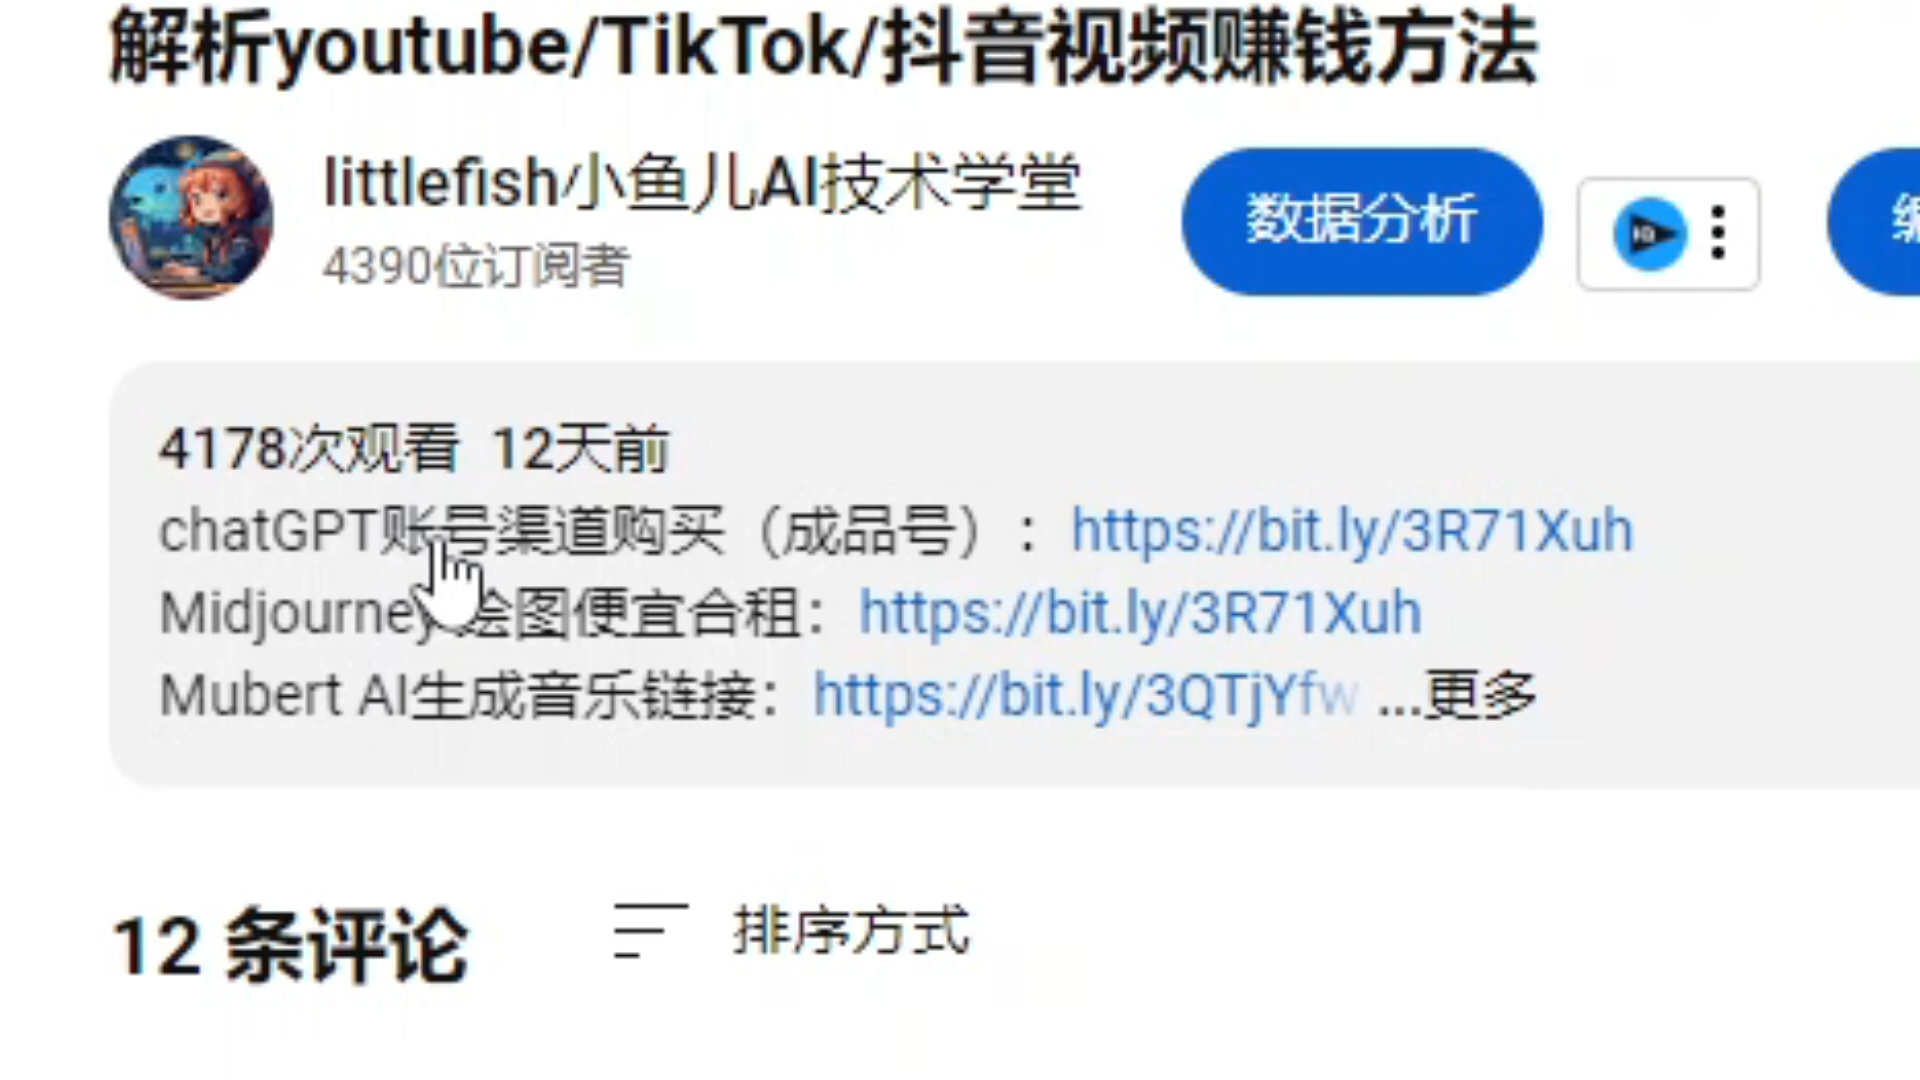 解析youtube/TikTok/抖音视频赚钱方法
littlefish/小鱼儿AI技术学堂
4390位订阅者
数据分析
4178次观看 12天前
chatGPT账号渠道购买（成品号）：https://bit.ly/3R71Xuh
Midjourney绘图便宜合租：https://bit.ly/3R71Xuh
Mubert AI生成音乐链接：https://bit.ly/3QTjYfw ...更多
12 条评论
排序方式